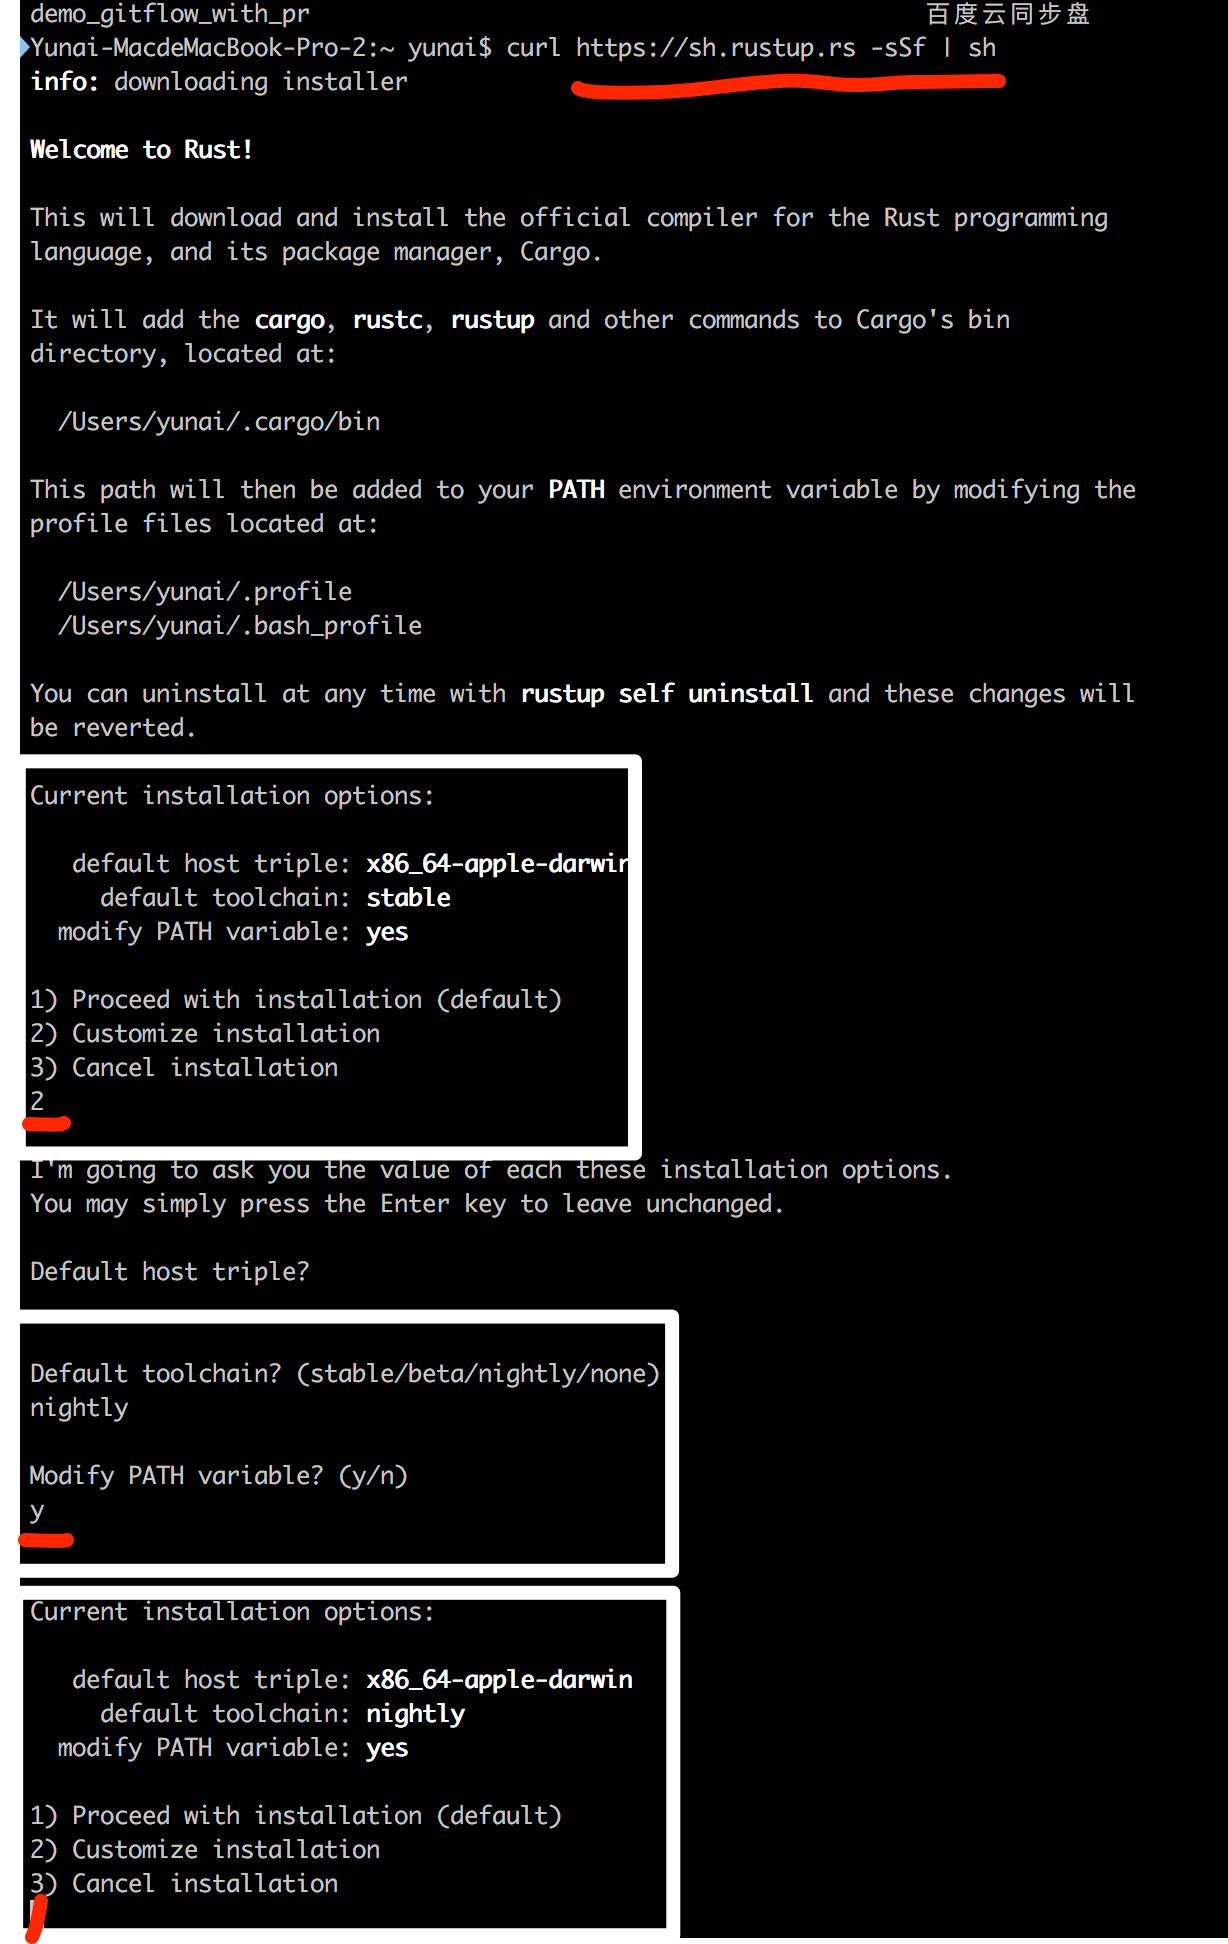 demo_gitflow_with_pr 百度云同步盘
Yunai-MacdeMacBook-Pro-2:~ yunai$ curl https://sh.rustup.rs -sSf | sh
info: downloading installer
Welcome to Rust!
This will download and install the official compiler for the Rust programming
language, and its package manager, Cargo.
It will add the cargo, rustc, rustup and other commands to Cargo's bin
directory, located at:
/Users/yunai/.cargo/bin
This path will then be added to your PATH environment variable by modifying the
profile files located at:
/Users/yunai/.profile
/Users/yunai/.bash_profile
You can uninstall at any time with rustup self uninstall and these changes will
be reverted.
Current installation options:
default host triple: x86_64-apple-darwin
default toolchain: stable
modify PATH variable: yes
1) Proceed with installation (default)
2) Customize installation
3) Cancel installation
2
I'm going to ask you the value of each these installation options.
You may simply press the Enter key to leave unchanged.
Default host triple?
Default toolchain? (stable/beta/nightly/none)
nightly
Modify PATH variable? (y/n)
y
Current installation options:
default host triple: x86_64-apple-darwin
default toolchain: nightly
modify PATH variable: yes
1) Proceed with installation (default)
2) Customize installation
3) Cancel installation